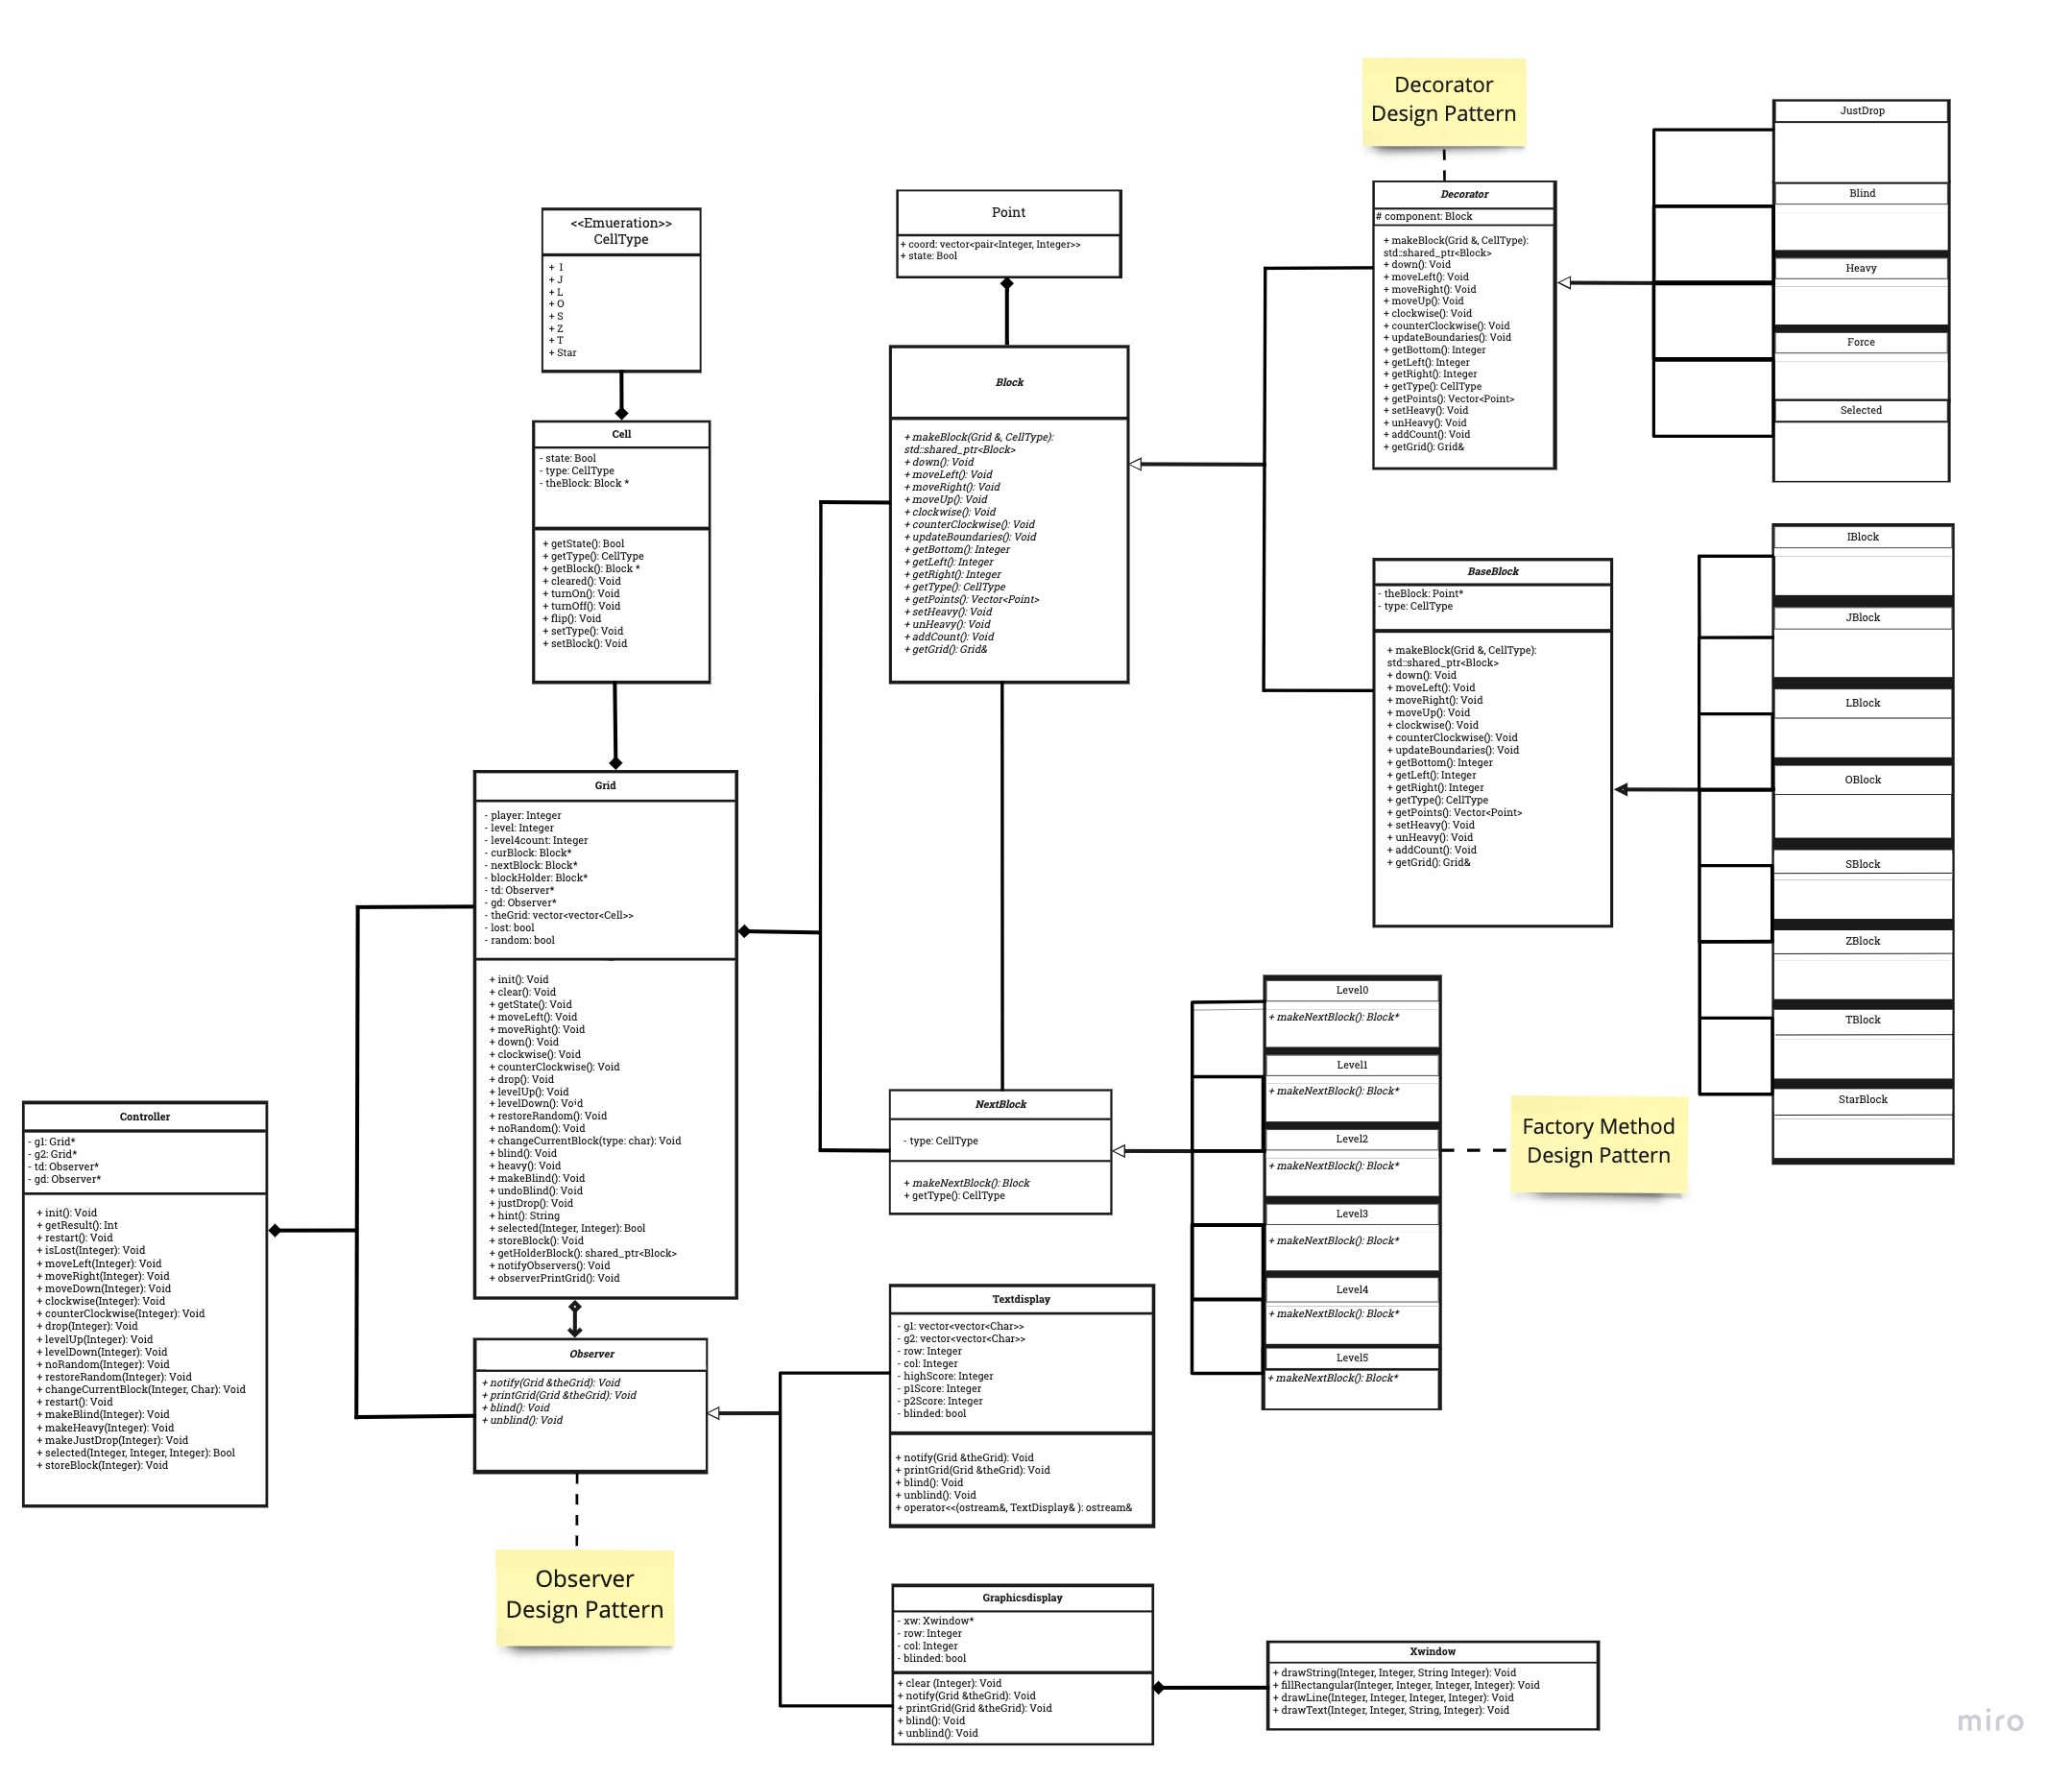 Decorator
Design Pattern
JustDrop
Blind
Heavy
Force
Selected
Decorator
# component: Block
+ makeBlock(Grid &, CellType):
std::shared_ptr<Block>
+ down(): Void
+ moveLeft(): Void
+ moveRight(): Void
+ moveUp(): Void
+ clockwise(): Void
+ counterClockwise(): Void
+ updateBoundaries(): Void
+ getBottom(): Integer
+ getLeft(): Integer
+ getRight(): Integer
+ getType(): CellType
+ getPoints(): Vector<Point>
+ setHeavy(): Void
+ unHeavy(): Void
+ addCount(): Void
+ getGrid(): Grid&
Point
+ coord: vector<pair<Integer, Integer>>
+ state: Bool
<<Emueration>>
CellType
+ I
+ J
+ L
+ O
+ S
+ Z
+ T
+ Star
Block
+ makeBlock(Grid &, CellType):
std::shared_ptr<Block>
+ down(): Void
+ moveLeft(): Void
+ moveRight(): Void
+ moveUp(): Void
+ clockwise(): Void
+ counterClockwise(): Void
+ updateBoundaries(): Void
+ getBottom(): Integer
+ getLeft(): Integer
+ getRight(): Integer
+ getType(): CellType
+ getPoints(): Vector<Point>
+ setHeavy(): Void
+ unHeavy(): Void
+ addCount(): Void
+ getGrid(): Grid&
Cell
- state: Bool
- type: CellType
- theBlock: Block *
+ getState(): Bool
+ getType(): CellType
+ getBlock(): Block *
+ cleared(): Void
+ turnOn(): Void
+ turnOff(): Void
+ flip(): Void
+ setType(): Void
+ setBlock(): Void
BaseBlock
- theBlock: Point*
- type: CellType
+ makeBlock(Grid &, CellType):
std::shared_ptr<Block>
+ down(): Void
+ moveLeft(): Void
+ moveRight(): Void
+ moveUp(): Void
+ clockwise(): Void
+ counterClockwise(): Void
+ updateBoundaries(): Void
+ getBottom(): Integer
+ getLeft(): Integer
+ getRight(): Integer
+ getType(): CellType
+ getPoints(): Vector<Point>
+ setHeavy(): Void
+ unHeavy(): Void
+ addCount(): Void
+ getGrid(): Grid&
IBlock
JBlock
LBlock
OBlock
SBlock
ZBlock
TBlock
StarBlock
Grid
- player: Integer
- level: Integer
- level4count: Integer
- curBlock: Block*
- nextBlock: Block*
- blockHolder: Block*
- td: Observer*
- gd: Observer*
- theGrid: vector<vector<Cell>>
- lost: bool
- random: bool
+ init(): Void
+ clear(): Void
+ getState(): Void
+ moveLeft(): Void
+ moveRight(): Void
+ down(): Void
+ clockwise(): Void
+ counterClockwise(): Void
+ drop(): Void
+ levelUp(): Void
+ levelDown(): Void
+ restoreRandom(): Void
+ noRandom(): Void
+ changeCurrentBlock(type: char): Void
+ blind(): Void
+ heavy(): Void
+ makeBlind(): Void
+ undoBlind(): Void
+ justDrop(): Void
+ hint(): String
+ selected(Integer, Integer): Bool
+ storeBlock(): Void
+ getHolderBlock(): shared_ptr<Block>
+ notifyObservers(): Void
+ observerPrintGrid(): Void
Level0
+ makeNextBlock(): Block*
Level1
+ makeNextBlock(): Block*
Level2
+ makeNextBlock(): Block*
Level3
+ makeNextBlock(): Block*
Level4
+ makeNextBlock(): Block*
Level5
+ makeNextBlock(): Block*
Factory Method
Design Pattern
NextBlock
- type: CellType
+ makeNextBlock(): Block
+ getType(): CellType
Controller
- g1: Grid*
- g2: Grid*
- td: Observer*
- gd: Observer*
+ init(): Void
+ getResult(): Int
+ restart(): Void
+ isLost(Integer): Void
+ moveLeft(Integer): Void
+ moveRight(Integer): Void
+ moveDown(Integer): Void
+ clockwise(Integer): Void
+ counterClockwise(Integer): Void
+ drop(Integer): Void
+ levelUp(Integer): Void
+ levelDown(Integer): Void
+ noRandom(Integer): Void
+ restoreRandom(Integer): Void
+ changeCurrentBlock(Integer, Char): Void
+ restart(): Void
+ makeBlind(Integer): Void
+ makeHeavy(Integer): Void
+ makeJustDrop(Integer): Void
+ selected(Integer, Integer, Integer): Bool
+ storeBlock(Integer): Void
Observer
+ notify(Grid &theGrid): Void
+ printGrid(Grid &theGrid): Void
+ blind(): Void
+ unblind(): Void
Observer
Design Pattern
Textdisplay
- g1: vector<vector<Char>>
- g2: vector<vector<Char>>
- row: Integer
- col: Integer
- highScore: Integer
- p1Score: Integer
- p2Score: Integer
- blinded: bool
+ notify(Grid &theGrid): Void
+ printGrid(Grid &theGrid): Void
+ blind(): Void
+ unblind(): Void
+ operator<<(ostream&, TextDisplay& ): ostream&
Graphicsdisplay
- xw: Xwindow*
- row: Integer
- col: Integer
- blinded: bool
+ clear (Integer): Void
+ notify(Grid &theGrid): Void
+ printGrid(Grid &theGrid): Void
+ blind(): Void
+ unblind(): Void
Xwindow
+ drawString(Integer, Integer, String Integer): Void
+ fillRectangular(Integer, Integer, Integer, Integer): Void
+ drawLine(Integer, Integer, Integer, Integer): Void
+ drawText(Integer, Integer, String, Integer): Void
miro